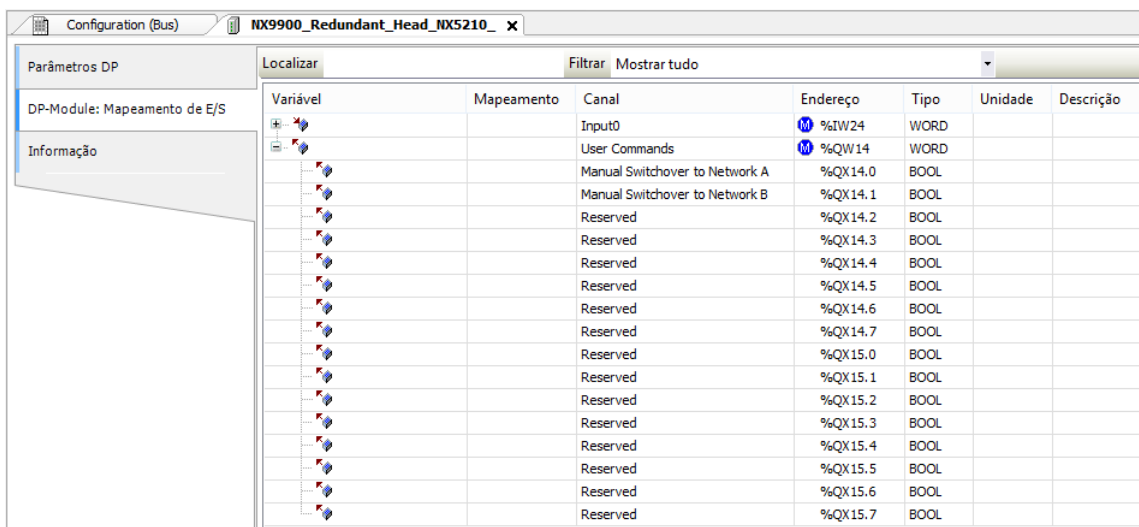 Configuration (Bus) NX9900_Redundant_Head_NX5210_ x
Parâmetros DP
DP-Module: Mapeamento de E/S
Informação
Localizar Filtrar Mostrar tudo
Variável Mapeamento Canal Endereço Tipo Unidade Descrição
Input0 M %IW24 WORD
User Commands M %QW14 WORD
Manual Switchover to Network A %QX14.0 BOOL
Manual Switchover to Network B %QX14.1 BOOL
Reserved %QX14.2 BOOL
Reserved %QX14.3 BOOL
Reserved %QX14.4 BOOL
Reserved %QX14.5 BOOL
Reserved %QX14.6 BOOL
Reserved %QX14.7 BOOL
Reserved %QX15.0 BOOL
Reserved %QX15.1 BOOL
Reserved %QX15.2 BOOL
Reserved %QX15.3 BOOL
Reserved %QX15.4 BOOL
Reserved %QX15.5 BOOL
Reserved %QX15.6 BOOL
Reserved %QX15.7 BOOL